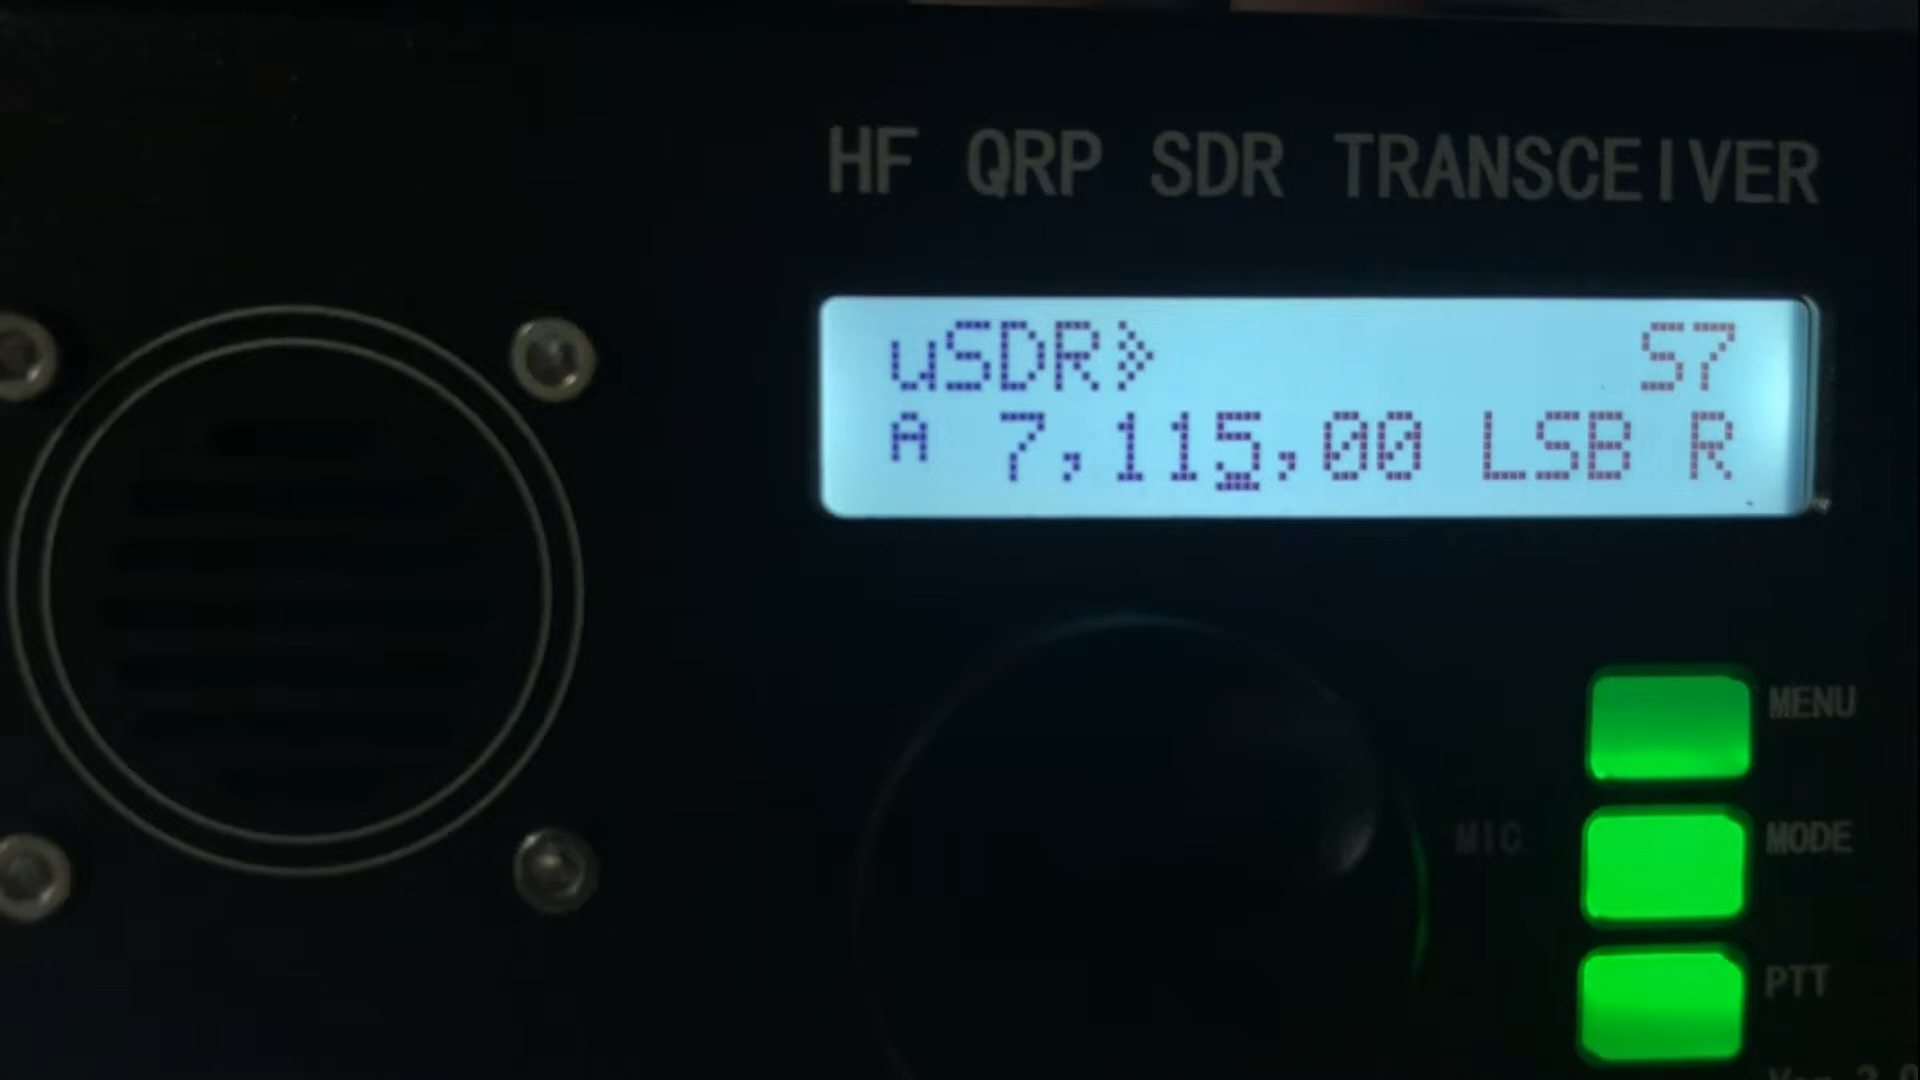 HF QRP SDR TRANSCEIVER
uSDR» S7
A 7,115,00 LSB R
MENU
MIC MODE
PTT